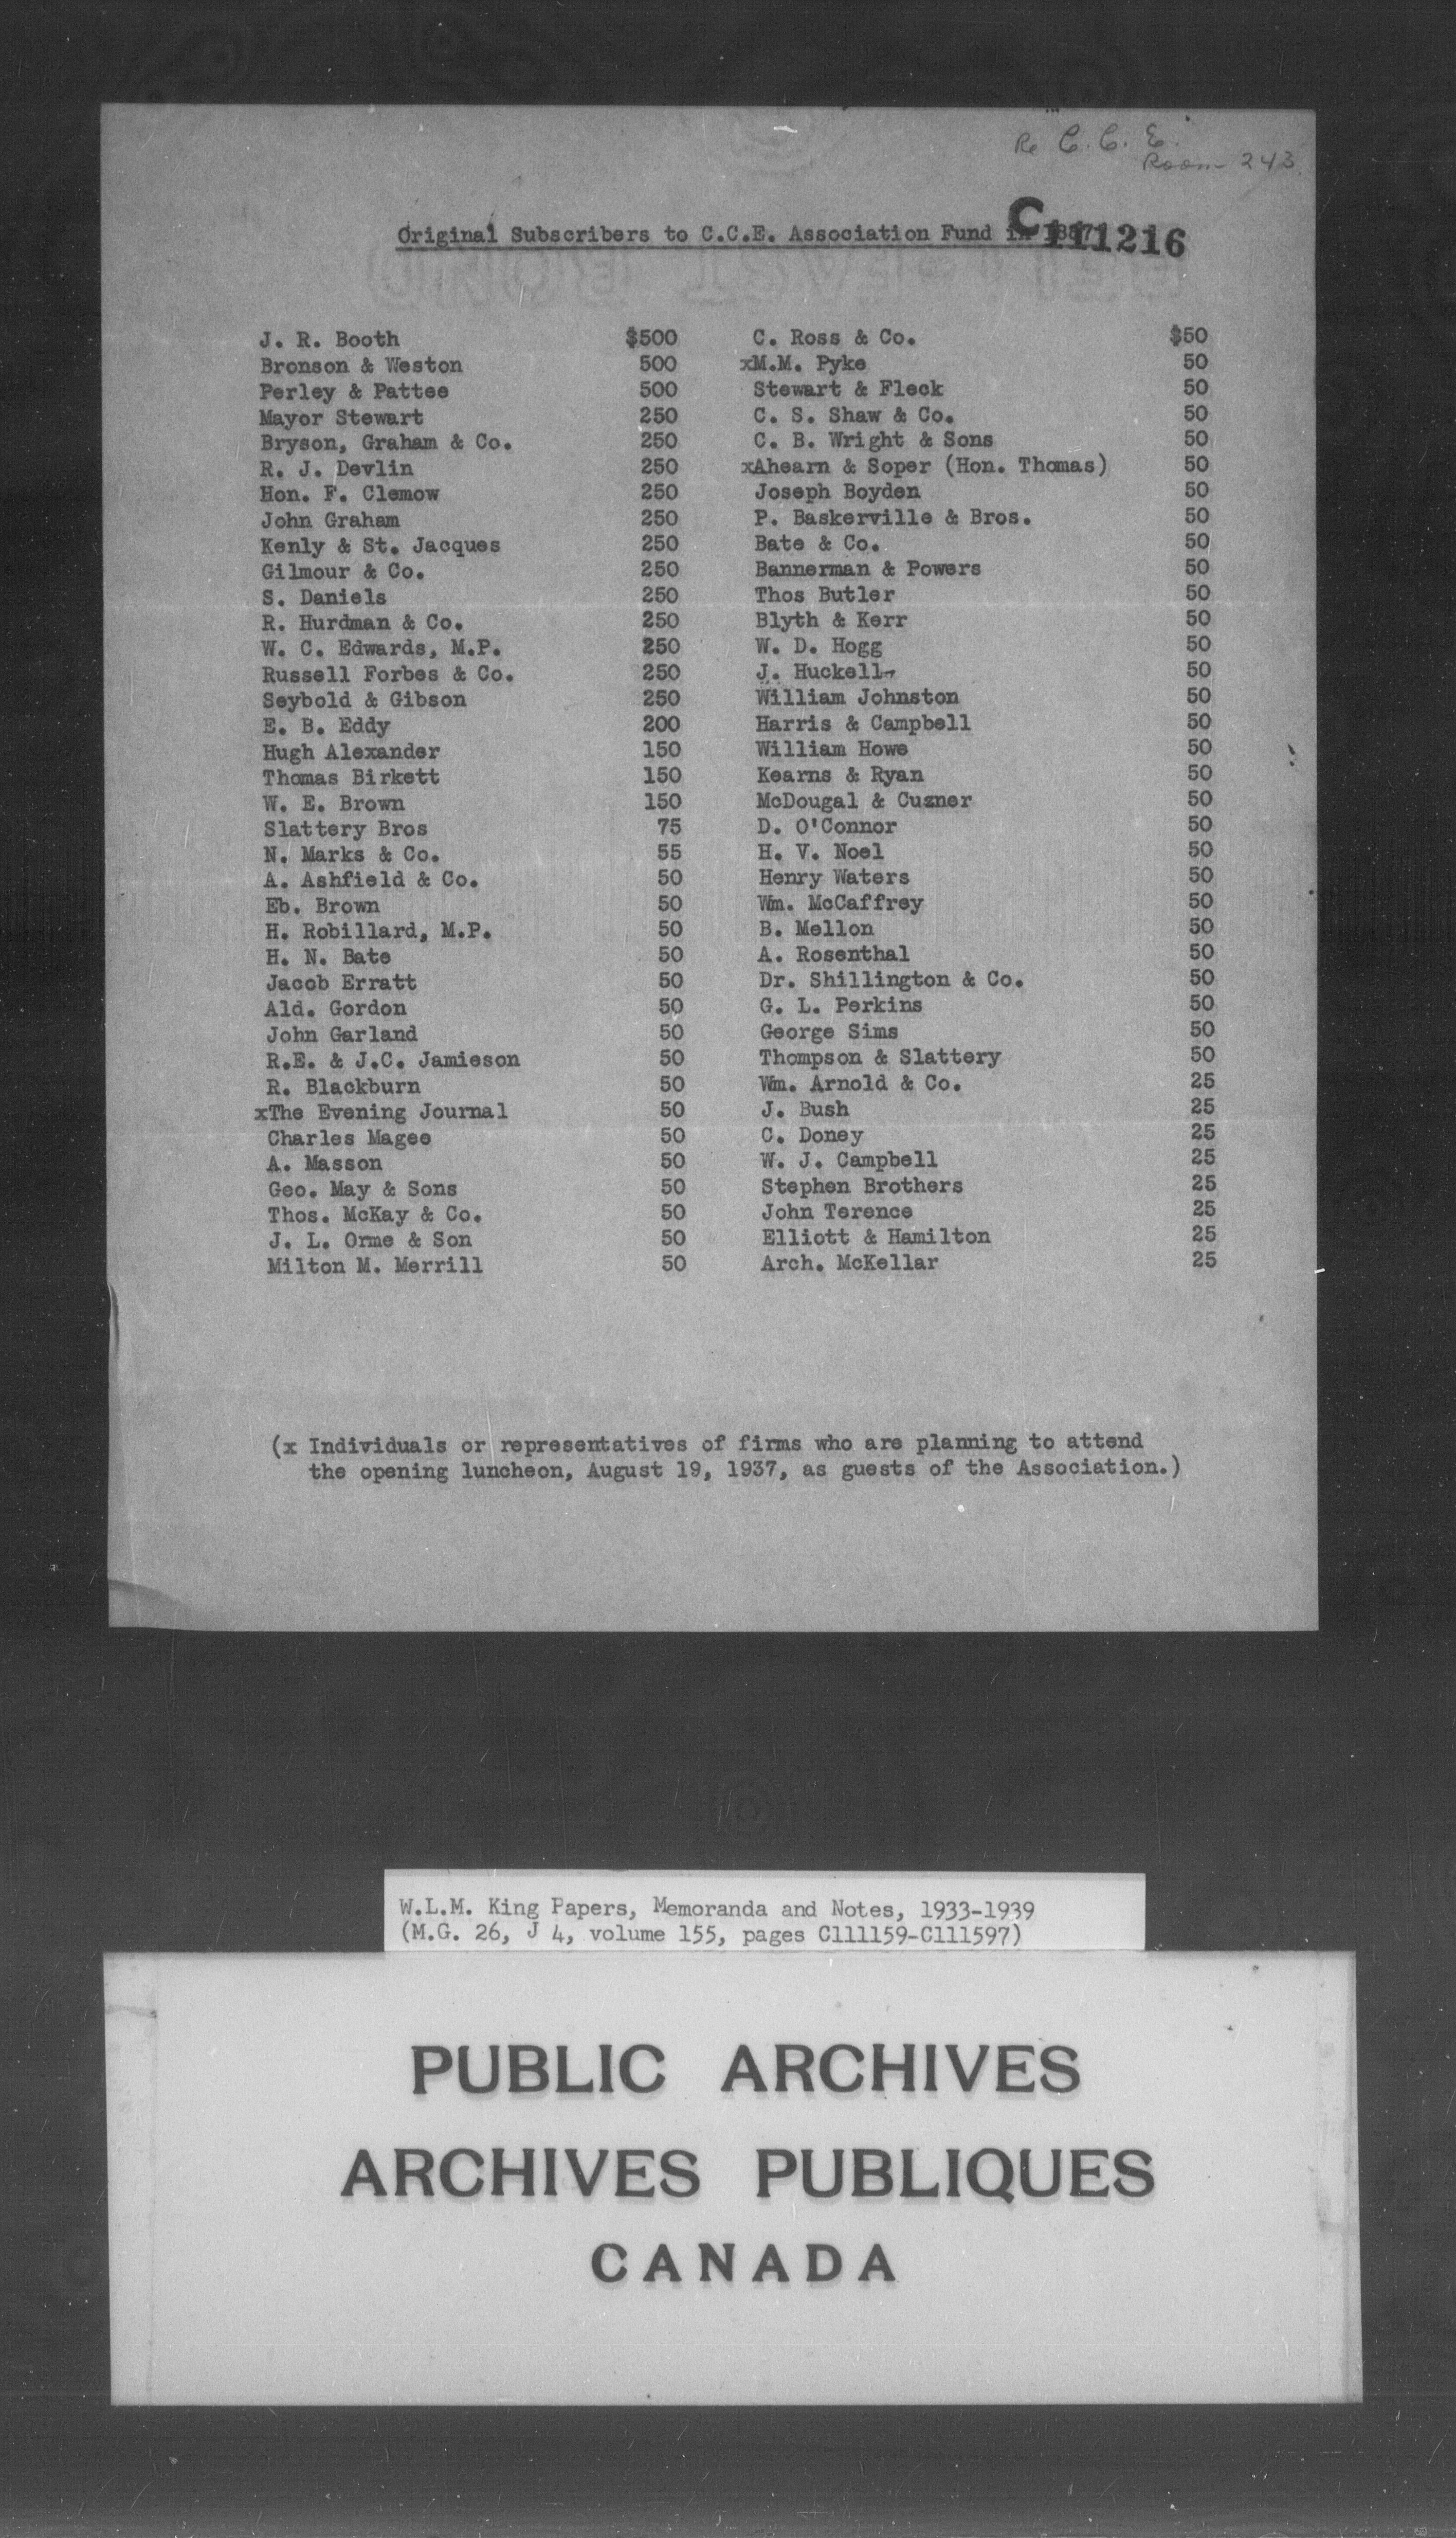 Re C.C.E.
Room 243
C111216
Original Subscribers to C.C.E. Association Fund in 1887
J. R. Booth $500 C. Ross & Co. $50
Bronson & Weston 500 xM.M. Pyke 50
Perley & Pattee 500 Stewart & Fleck 50
Mayor Stewart 250 C. S. Shaw & Co. 50
Bryson, Graham & Co. 250 C. B. Wright & Sons 50
R. J. Devlin 250 xAhearn & Soper (Hon. Thomas) 50
Hon. F. Clemow 250 Joseph Boyden 50
John Graham 250 P. Baskerville & Bros. 50
Kenly & St. Jacques 250 Bate & Co. 50
Gilmour & Co. 250 Bannerman & Powers 50
S. Daniels 250 Thos Butler 50
R. Hurdman & Co. 250 Blyth & Kerr 50
W. C. Edwards, M.P. 250 W. D. Hogg 50
Russell Forbes & Co. 250 J. Huckell 50
Seybold & Gibson 250 William Johnston 50
E. B. Eddy 200 Harris & Campbell 50
Hugh Alexander 150 William Howe 50
Thomas Birkett 150 Kearns & Ryan 50
W. E. Brown 150 McDougal & Cuzner 50
Slattery Bros 75 D. O'Connor 50
N. Marks & Co. 55 H. V. Noel 50
A. Ashfield & Co. 50 Henry Waters 50
Eb. Brown 50 Wm. McCaffrey 50
H. Robillard, M.P. 50 B. Mellon 50
H. N. Bate 50 A. Rosenthal 50
Jacob Erratt 50 Dr. Shillington & Co. 50
Ald. Gordon 50 G. L. Perkins 50
John Garland 50 George Sims 50
R.E. & J.C. Jamieson 50 Thompson & Slattery 50
R. Blackburn 50 Wm. Arnold & Co. 25
xThe Evening Journal 50 J. Bush 25
Charles Magee 50 C. Doney 25
A. Masson 50 W. J. Campbell 25
Geo. May & Sons 50 Stephen Brothers 25
Thos. McKay & Co. 50 John Terence 25
J. L. Orme & Son 50 Elliott & Hamilton 25
Milton M. Merrill 50 Arch. McKellar 25
(x Individuals or representatives of firms who are planning to attend
the opening luncheon, August 19, 1937, as guests of the Association.)
W.L.M. King Papers, Memoranda and Notes, 1933-1939
(M.G. 26, J 4, volume 155, pages C111159-C111597)
PUBLIC ARCHIVES
ARCHIVES PUBLIQUES
CANADA